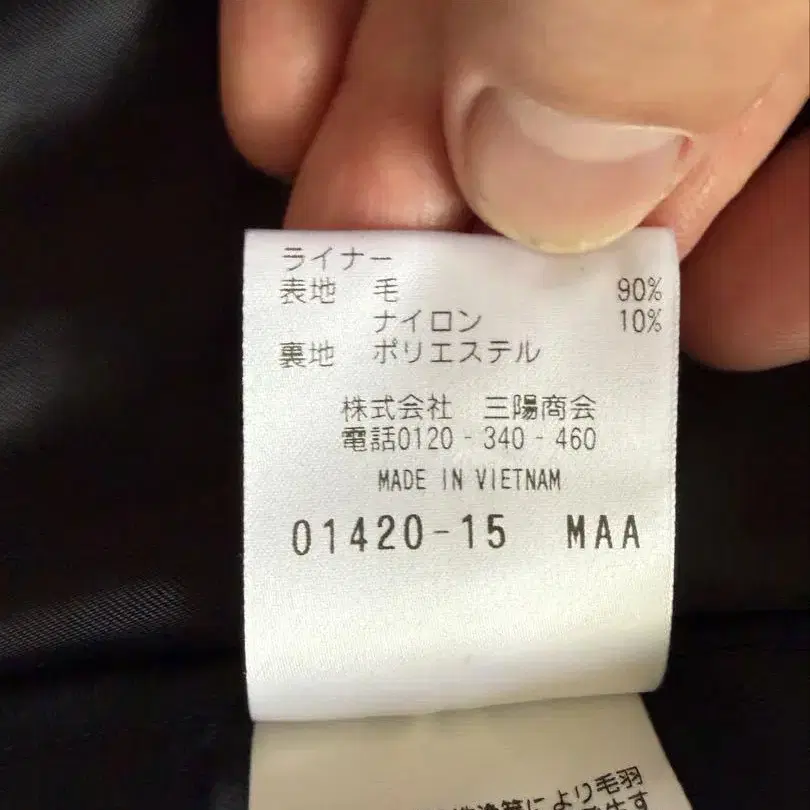 ライナー
表地 毛 90%
ナイロン 10%
裏地 ポリエステル
株式会社 三陽商会
電話0120-340-460
MADE IN VIETNAM
01420-15 MAA
により毛羽